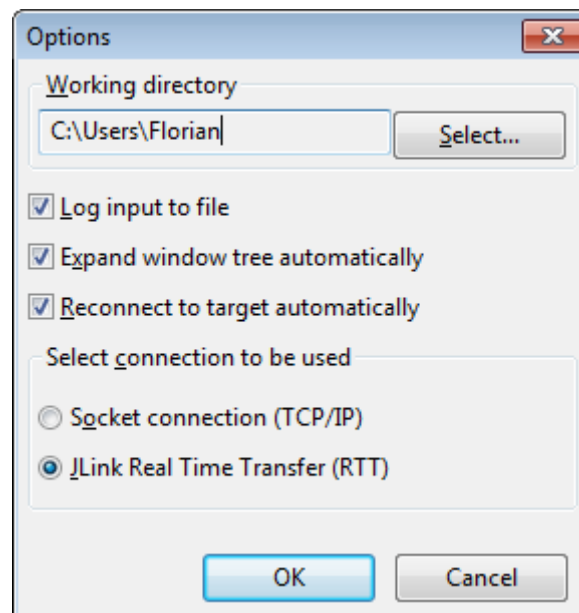 Options
Working directory
C:\Users\Florian
Select...
Log input to file
Expand window tree automatically
Reconnect to target automatically
Select connection to be used
Socket connection (TCP/IP)
JLink Real Time Transfer (RTT)
OK Cancel